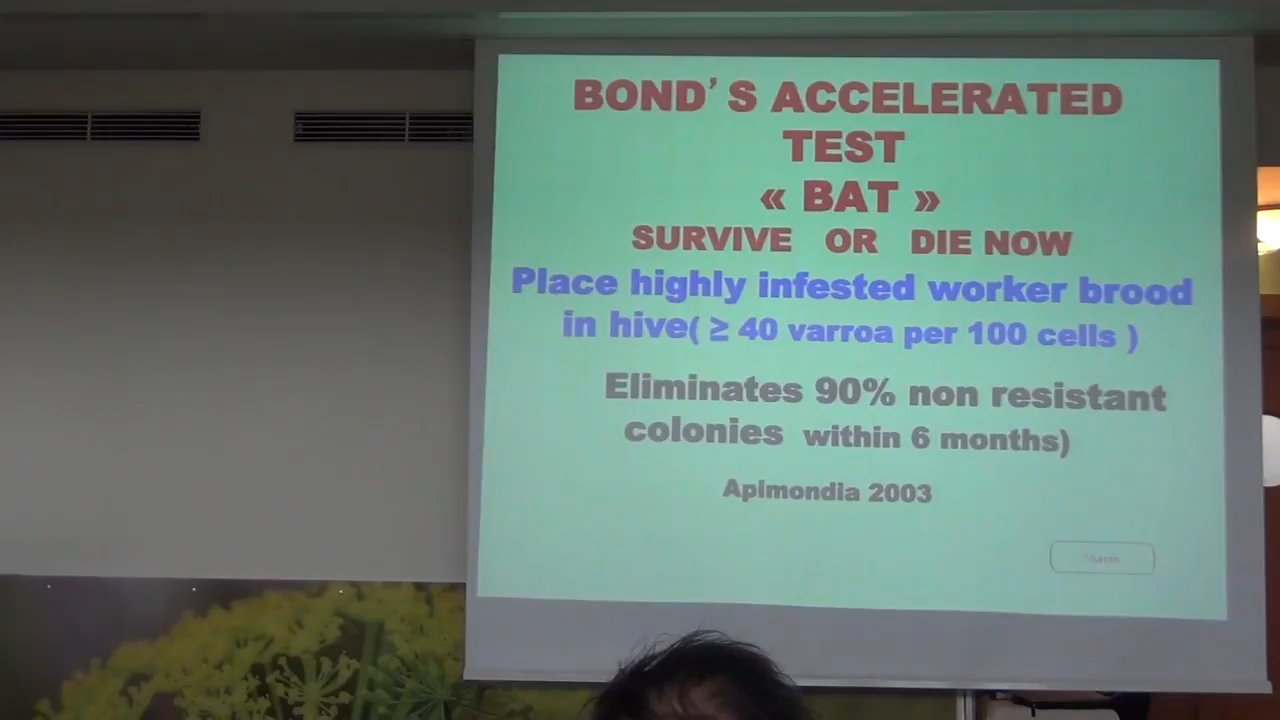 BOND'S ACCELERATED
TEST
« BAT »
SURVIVE OR DIE NOW
Place highly infested worker brood
in hive( ≥ 40 varroa per 100 cells )
Eliminates 90% non resistant
colonies within 6 months)
Apimondia 2003